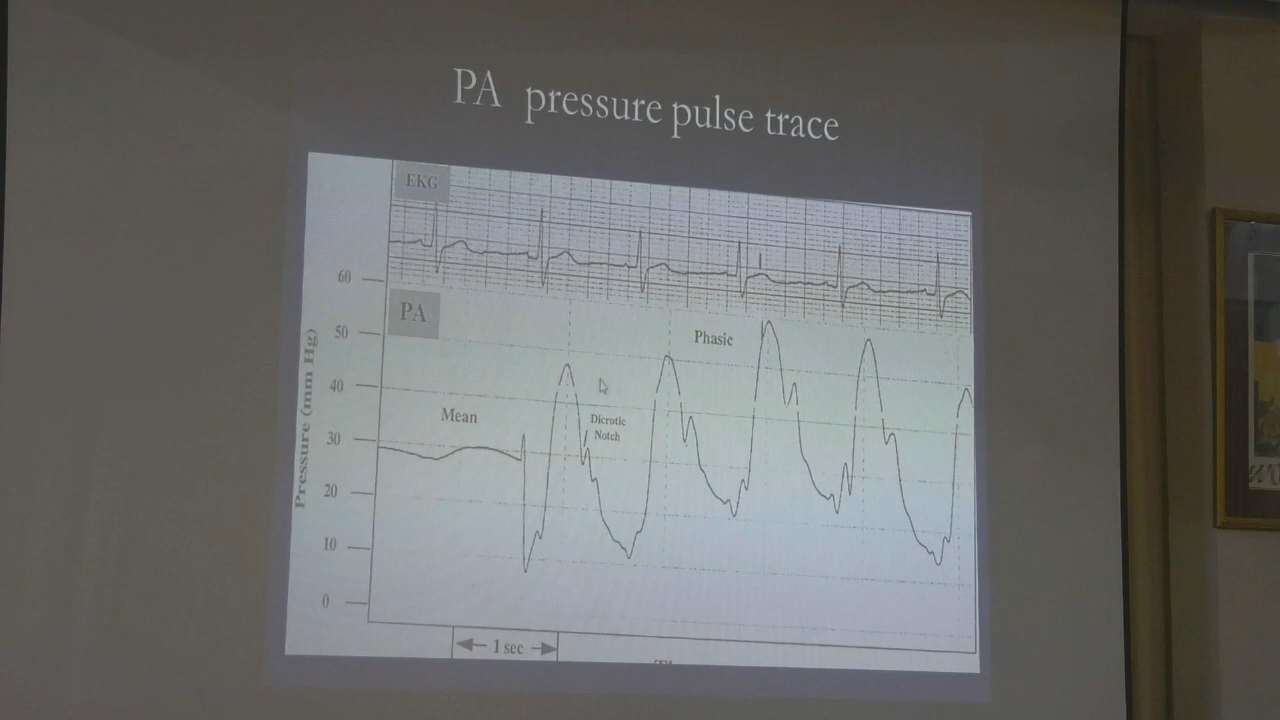 PA pressure pulse trace
EKG
60
PA
50
Phasic
40
Mean
Dicrotic
Notch
30
20
10
0
Pressure (mm Hg)
1 sec